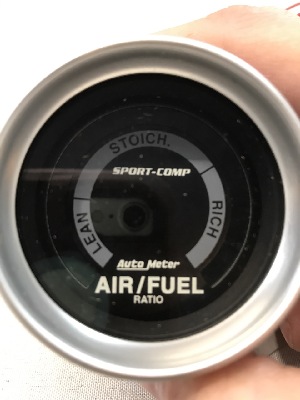 STOICH.
SPORT-COMP
LEAN
RICH
Auto Meter
AIR/FUEL
RATIO